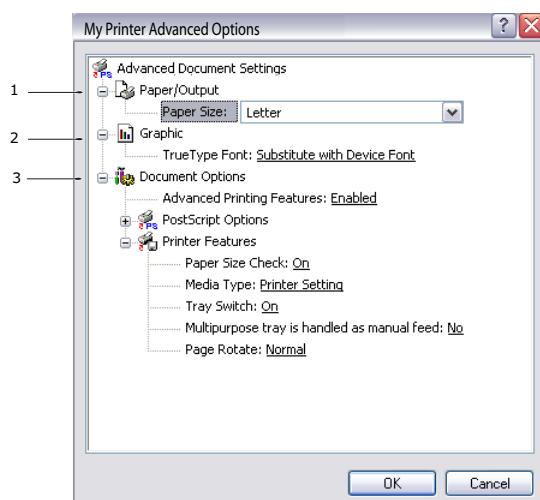 My Printer Advanced Options
Advanced Document Settings
1 Paper/Output
Paper Size: Letter
2 Graphic
TrueType Font: Substitute with Device Font
3 Document Options
Advanced Printing Features: Enabled
PostScript Options
Printer Features
Paper Size Check: On
Media Type: Printer Setting
Tray Switch: On
Multipurpose tray is handled as manual feed: No
Page Rotate: Normal
OK Cancel